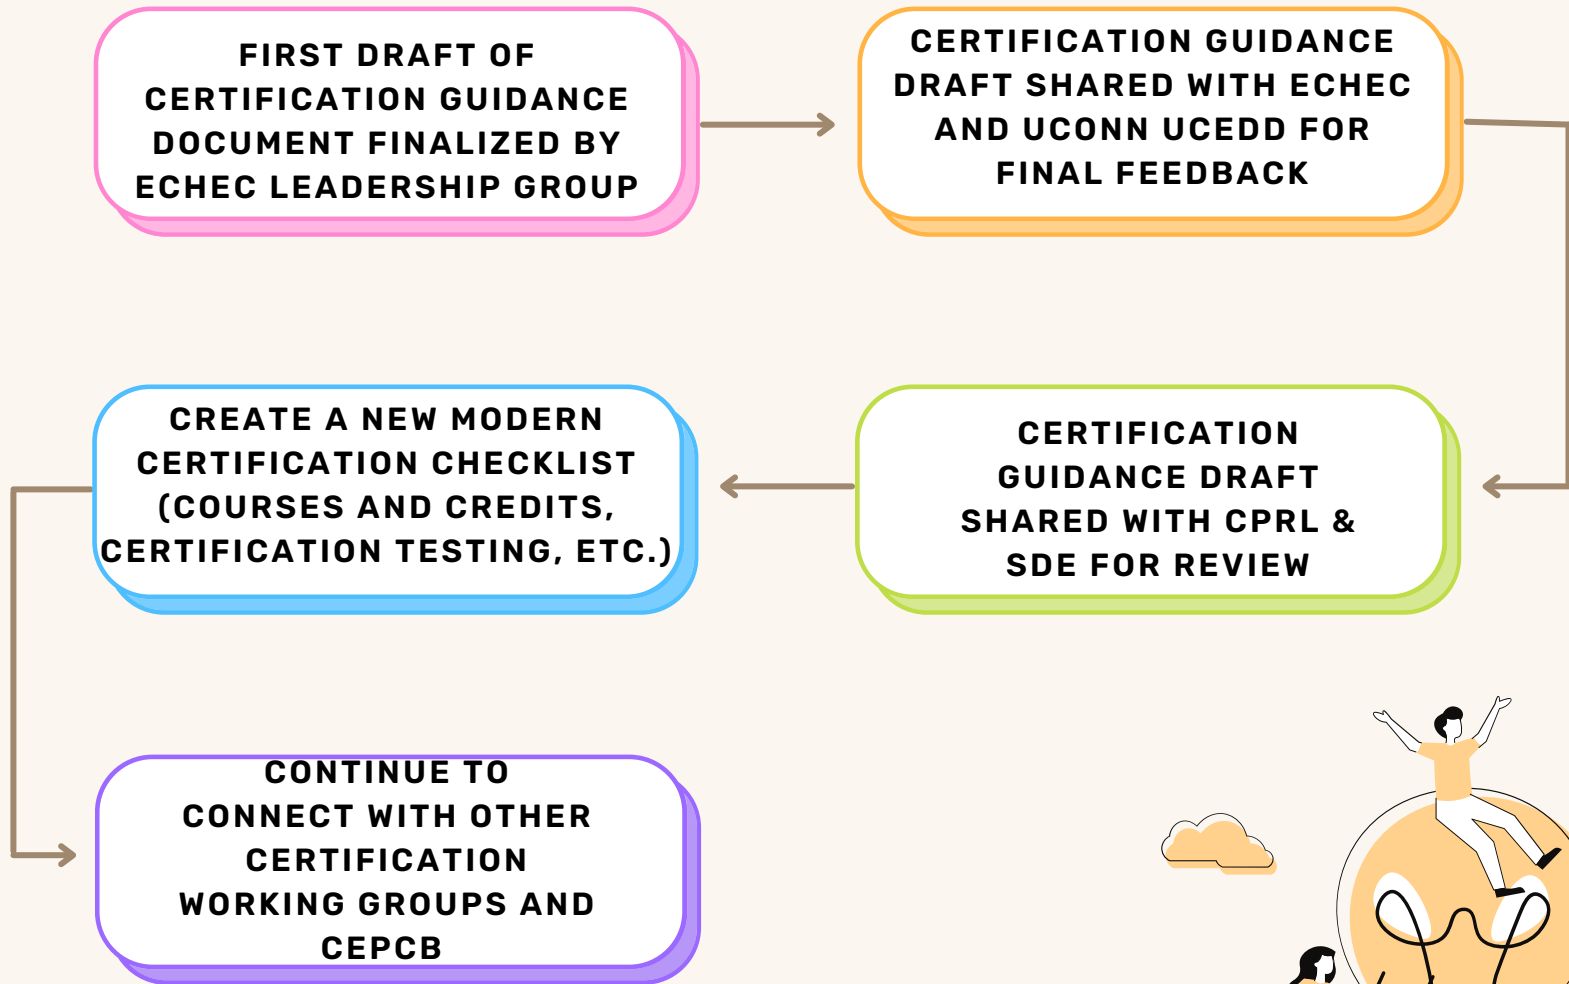 FIRST DRAFT OF
CERTIFICATION GUIDANCE
DOCUMENT FINALIZED BY
ECHEC LEADERSHIP GROUP
CERTIFICATION GUIDANCE
DRAFT SHARED WITH ECHEC
AND UCONN UCEDD FOR
FINAL FEEDBACK
CERTIFICATION
GUIDANCE DRAFT
SHARED WITH CPRL &
SDE FOR REVIEW
CREATE A NEW MODERN
CERTIFICATION CHECKLIST
(COURSES AND CREDITS,
CERTIFICATION TESTING, ETC.)
CONTINUE TO
CONNECT WITH OTHER
CERTIFICATION
WORKING GROUPS AND
CEPCB